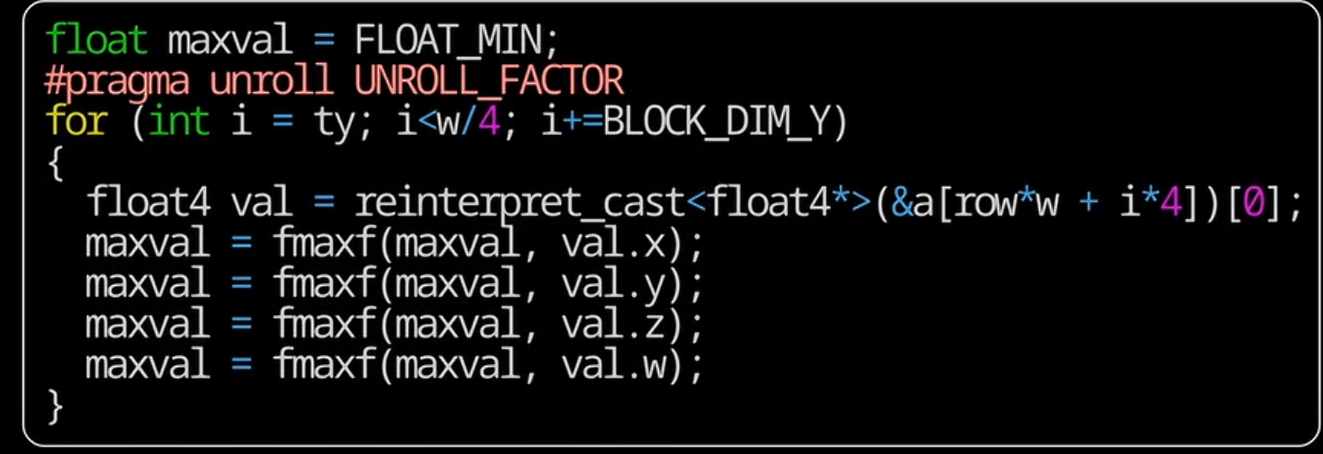 float maxval = FLOAT_MIN;
#pragma unroll UNROLL_FACTOR
for (int i = ty; i<w/4; i+=BLOCK_DIM_Y)
{
  float4 val = reinterpret_cast<float4*>(&a[row*w + i*4])[0];
  maxval = fmaxf(maxval, val.x);
  maxval = fmaxf(maxval, val.y);
  maxval = fmaxf(maxval, val.z);
  maxval = fmaxf(maxval, val.w);
}